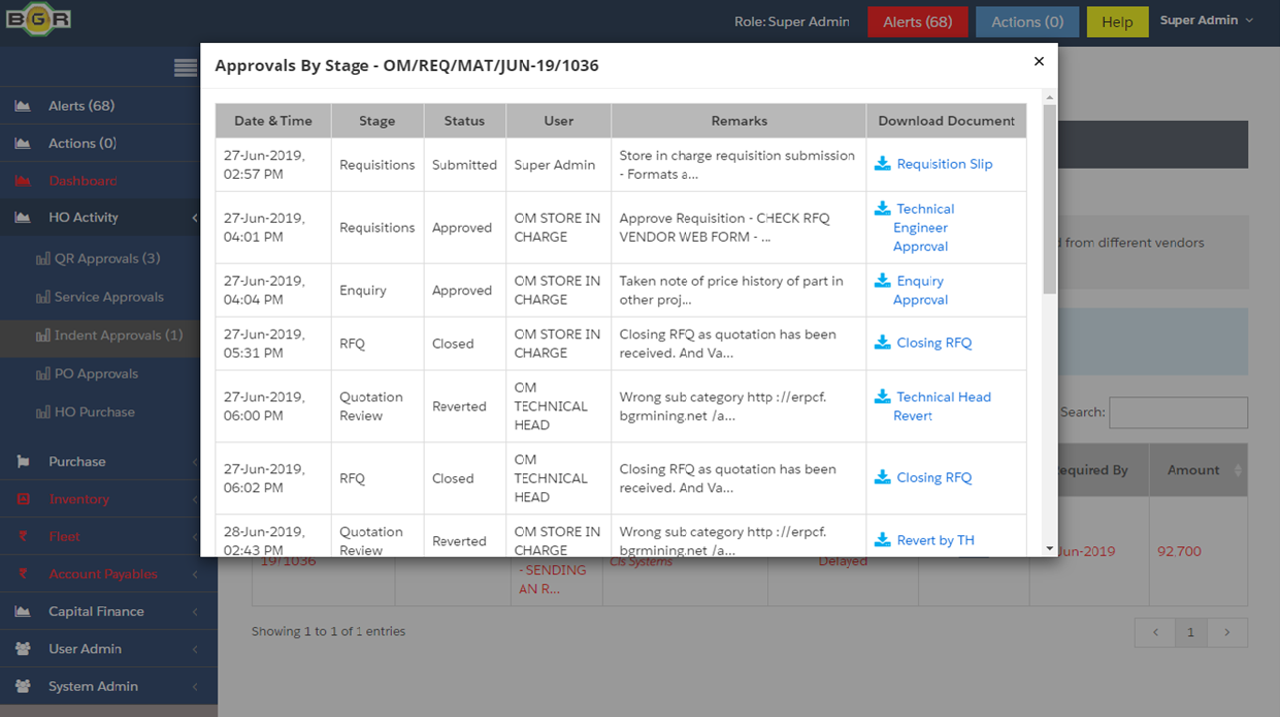 BGR
Role: Super Admin
Alerts (68)
Actions (0)
Help
Super Admin
Alerts (68)
Actions (0)
Dashboard
HO Activity
QR Approvals (3)
Service Approvals
Indent Approvals (1)
PO Approvals
HO Purchase
Purchase
Inventory
Fleet
Account Payables
Capital Finance
User Admin
System Admin
Approvals By Stage - OM/REQ/MAT/JUN-19/1036
×
Date & Time Stage Status User Remarks Download Document
27-Jun-2019,
02:57 PM
Requisitions
Submitted
Super Admin
Store in charge requisition submission
- Formats a...
Requisition Slip
27-Jun-2019,
04:01 PM
Requisitions
Approved
OM STORE IN
CHARGE
Approve Requisition - CHECK RFQ
VENDOR WEB FORM - ...
Technical
Engineer
Approval
27-Jun-2019,
04:04 PM
Enquiry
Approved
OM STORE IN
CHARGE
Taken note of price history of part in
other proj...
Enquiry
Approval
27-Jun-2019,
05:31 PM
RFQ
Closed
OM STORE IN
CHARGE
Closing RFQ as quotation has been
received. And Va...
Closing RFQ
27-Jun-2019,
06:00 PM
Quotation
Review
Reverted
OM
TECHNICAL
HEAD
Wrong sub category http ://erpcf.
bgrmining.net /a...
Technical Head
Revert
27-Jun-2019,
06:02 PM
RFQ
Closed
OM
TECHNICAL
HEAD
Closing RFQ as quotation has been
received. And Va...
Closing RFQ
28-Jun-2019,
02:43 PM
Quotation
Review
Reverted
OM STORE IN
CHARGE
Wrong sub category http ://erpcf.
bgrmining.net /a...
Revert by TH
d from different vendors
Search:
Required By
Amount
19/1036
- SENDING
AN R...
Cis Systems
Delayed
Jun-2019
92.700
Showing 1 to 1 of 1 entries
1